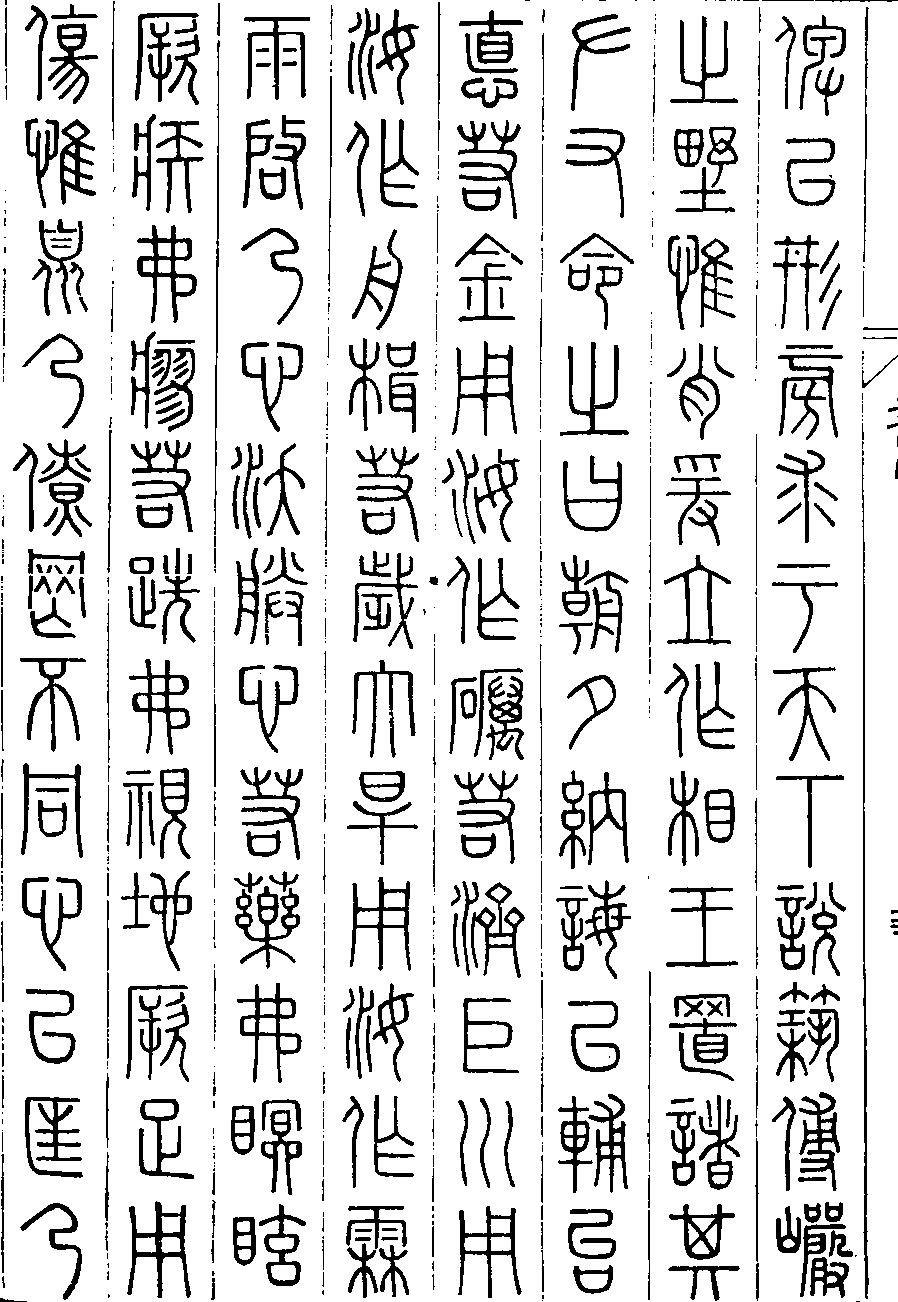 俾以形旁求于天下說築傅巖
之野惟肖爰立作相王置諸其
左右命之曰朝夕納誨以輔台
悳若金用汝作礪若濟巨川用
汝作舟楫若歲大旱用汝作霖
雨啓乃心沃朕心若藥弗瞑眩
厥疾弗瘳若跣弗視地厥足用
傷惟暨乃僚罔不同心以匡乃